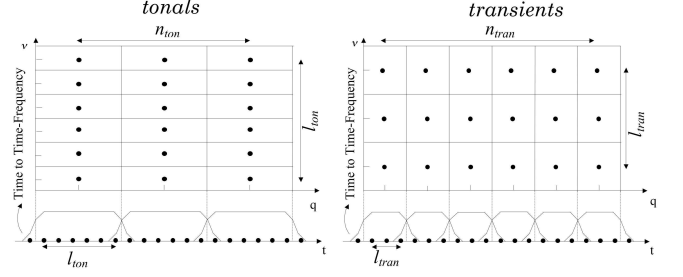 tonals
n_ton
ν
Time to Time-Frequency
l_ton
q
t
l_ton
transients
n_tran
ν
Time to Time-Frequency
l_tran
q
t
l_tran